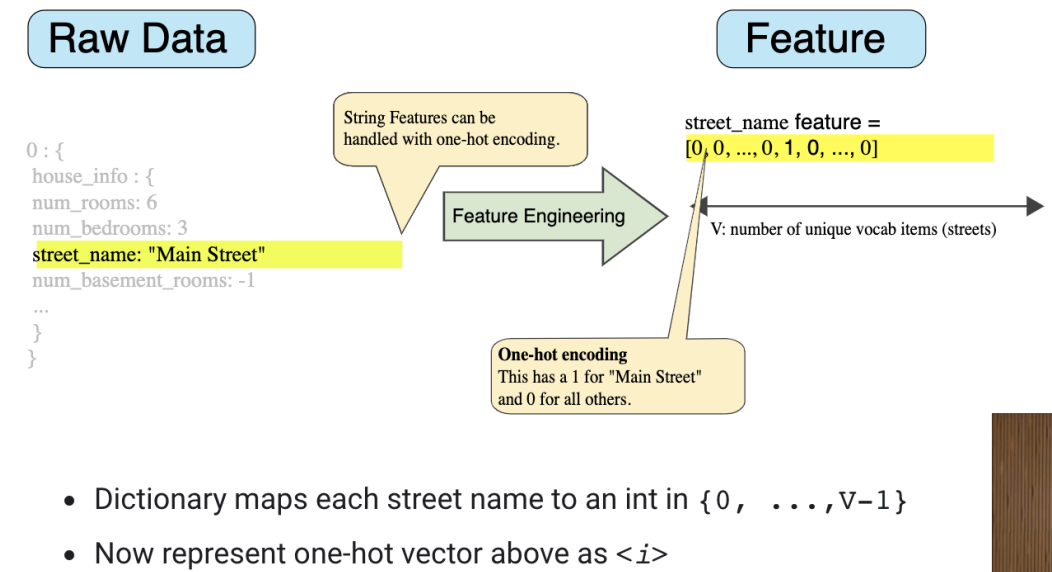 Raw Data
Feature
String Features can be
handled with one-hot encoding.
street_name feature =
[0, 0, ..., 0, 1, 0, ..., 0]
0 : {
house_info : {
num_rooms: 6
num_bedrooms: 3
street_name: "Main Street"
num_basement_rooms: -1
...
}
}
Feature Engineering
V: number of unique vocab items (streets)
One-hot encoding
This has a 1 for "Main Street"
and 0 for all others.
• Dictionary maps each street name to an int in {0, ...,V-1}
• Now represent one-hot vector above as <i>